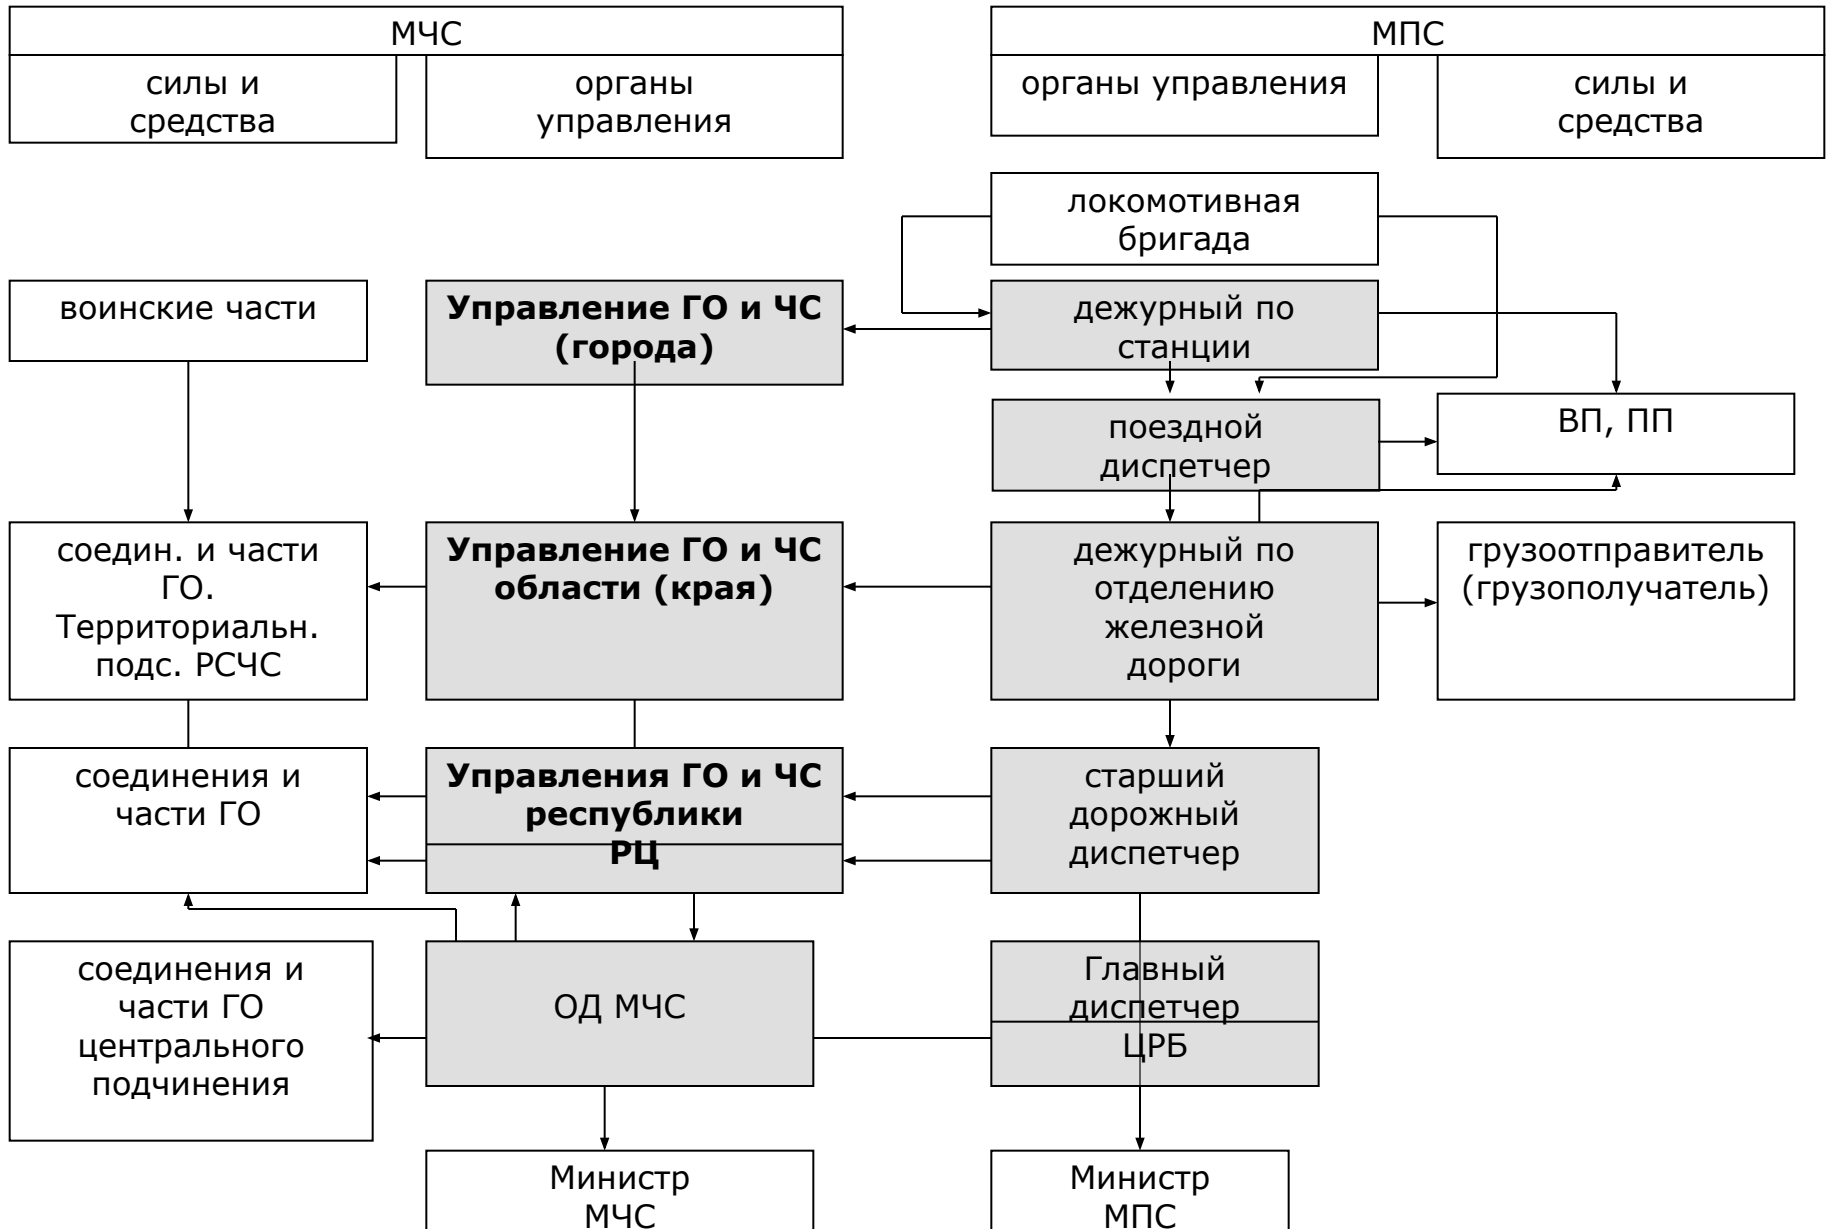 МЧС
МПС
силы и
средства
органы
управления
органы управления
силы и
средства
локомотивная
бригада
воинские части
Управление ГО и ЧС
(города)
дежурный по
станции
поездной
диспетчер
ВП, ПП
соедин. и части
ГО.
Территориальн.
подс. РСЧС
Управление ГО и ЧС
области (края)
дежурный по
отделению
железной
дороги
грузоотправитель
(грузополучатель)
соединения и
части ГО
Управления ГО и ЧС
республики
РЦ
старший
дорожный
диспетчер
соединения и
части ГО
центрального
подчинения
ОД МЧС
Главный
диспетчер
ЦРБ
Министр
МЧС
Министр
МПС